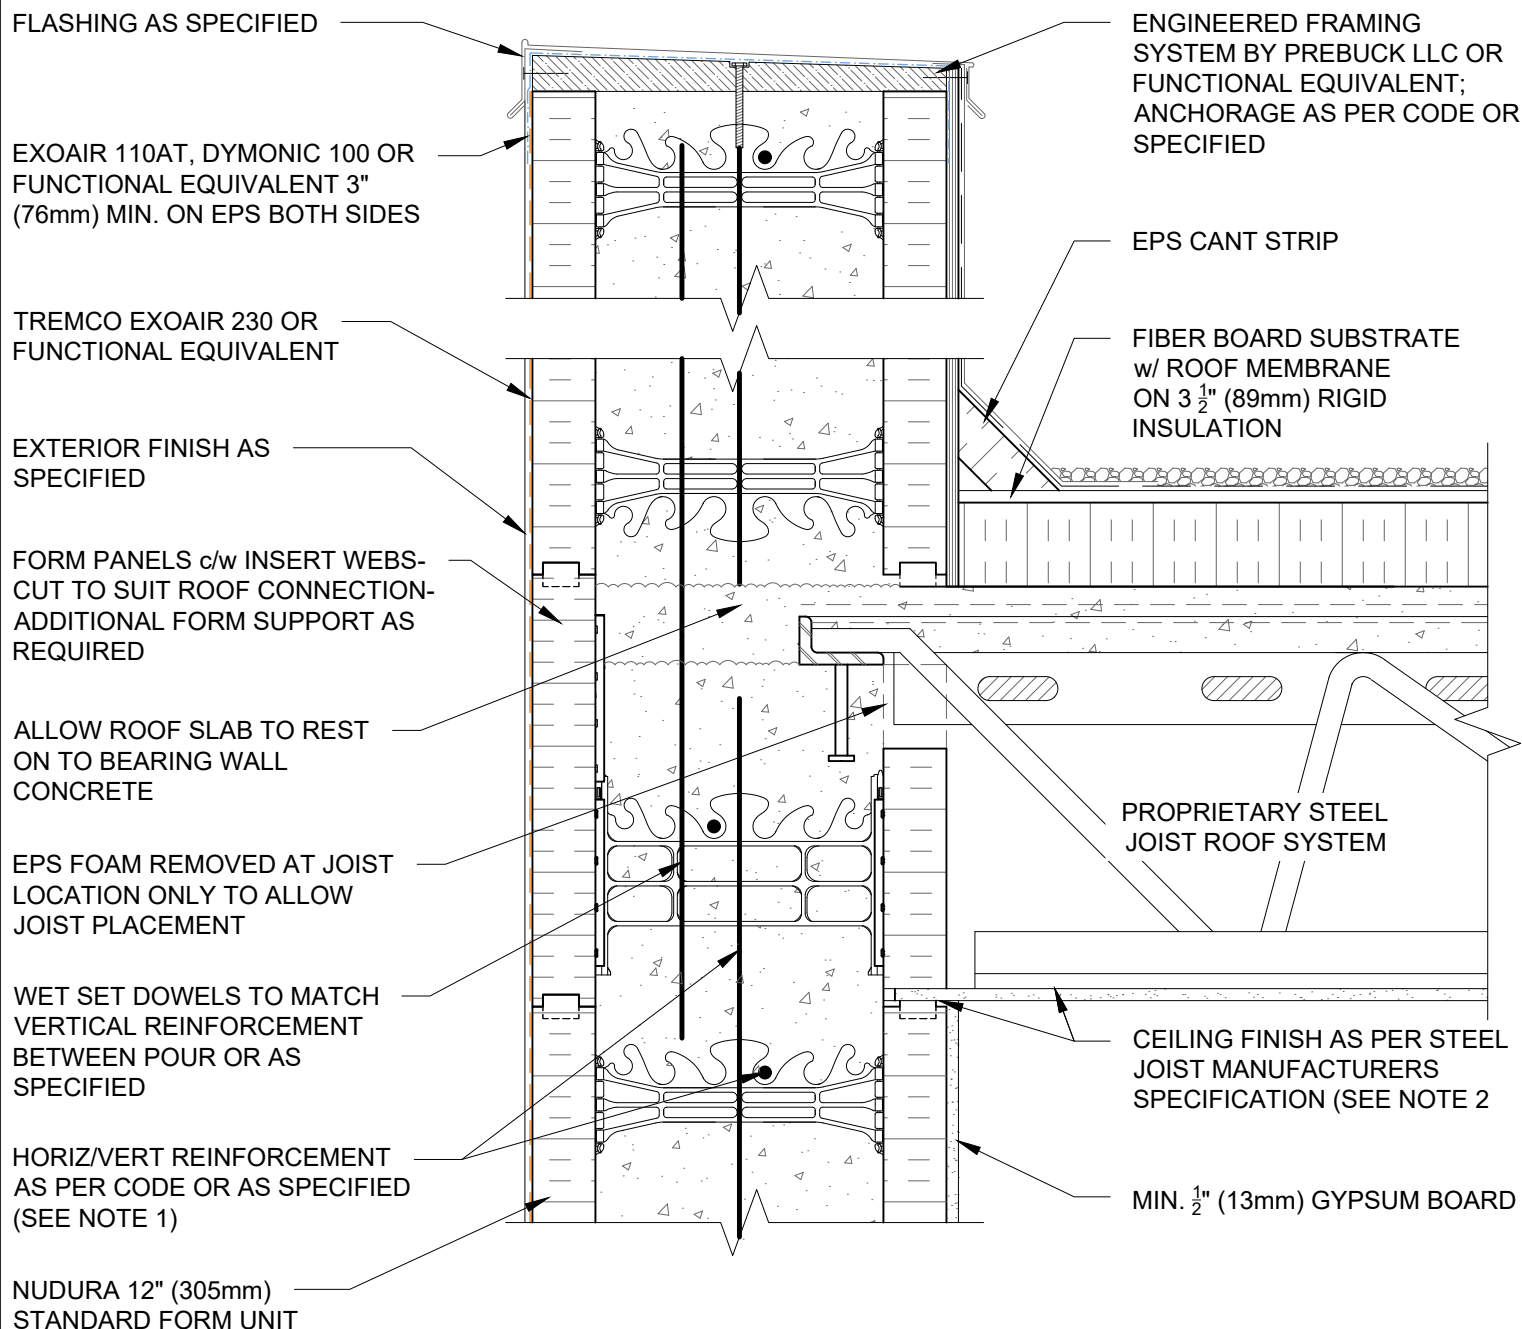 FLASHING AS SPECIFIED
EXOAIR 110AT, DYMONIC 100 OR
FUNCTIONAL EQUIVALENT 3"
(76mm) MIN. ON EPS BOTH SIDES
TREMCO EXOAIR 230 OR
FUNCTIONAL EQUIVALENT
EXTERIOR FINISH AS
SPECIFIED
FORM PANELS c/w INSERT WEBS-
CUT TO SUIT ROOF CONNECTION-
ADDITIONAL FORM SUPPORT AS
REQUIRED
ALLOW ROOF SLAB TO REST
ON TO BEARING WALL
CONCRETE
EPS FOAM REMOVED AT JOIST
LOCATION ONLY TO ALLOW
JOIST PLACEMENT
WET SET DOWELS TO MATCH
VERTICAL REINFORCEMENT
BETWEEN POUR OR AS
SPECIFIED
HORIZ/VERT REINFORCEMENT
AS PER CODE OR AS SPECIFIED
(SEE NOTE 1)
NUDURA 12" (305mm)
STANDARD FORM UNIT
ENGINEERED FRAMING
SYSTEM BY PREBUCK LLC OR
FUNCTIONAL EQUIVALENT;
ANCHORAGE AS PER CODE OR
SPECIFIED
EPS CANT STRIP
FIBER BOARD SUBSTRATE
w/ ROOF MEMBRANE
ON 3 1/2" (89mm) RIGID
INSULATION
PROPRIETARY STEEL
JOIST ROOF SYSTEM
CEILING FINISH AS PER STEEL
JOIST MANUFACTURERS
SPECIFICATION (SEE NOTE 2
MIN. 1/2" (13mm) GYPSUM BOARD